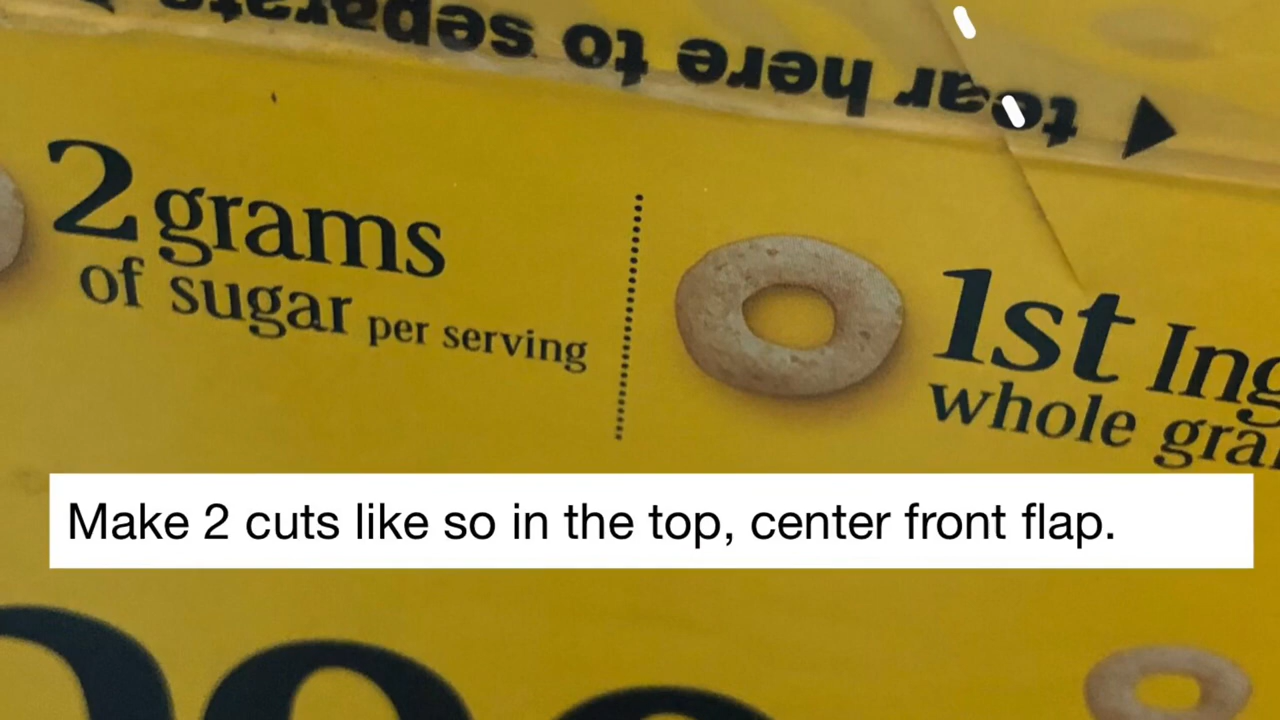 tear here to separate
2 grams
of sugar per serving
1st Ing
whole gra
Make 2 cuts like so in the top, center front flap.